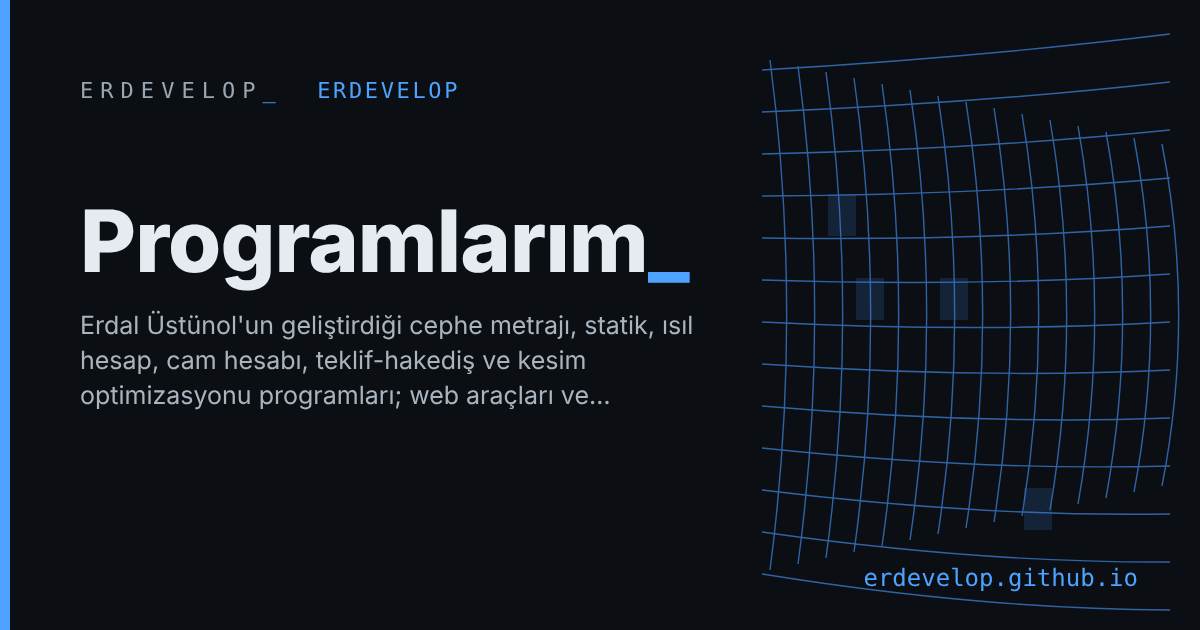 ERDEVELOP_ ERDEVELOP
Programlarım_
Erdal Üstünol'un geliştirdiği cephe metrajı, statik, ısıl
hesap, cam hesabı, teklif-hakediş ve kesim
optimizasyonu programları; web araçları ve...
erdevelop.github.io